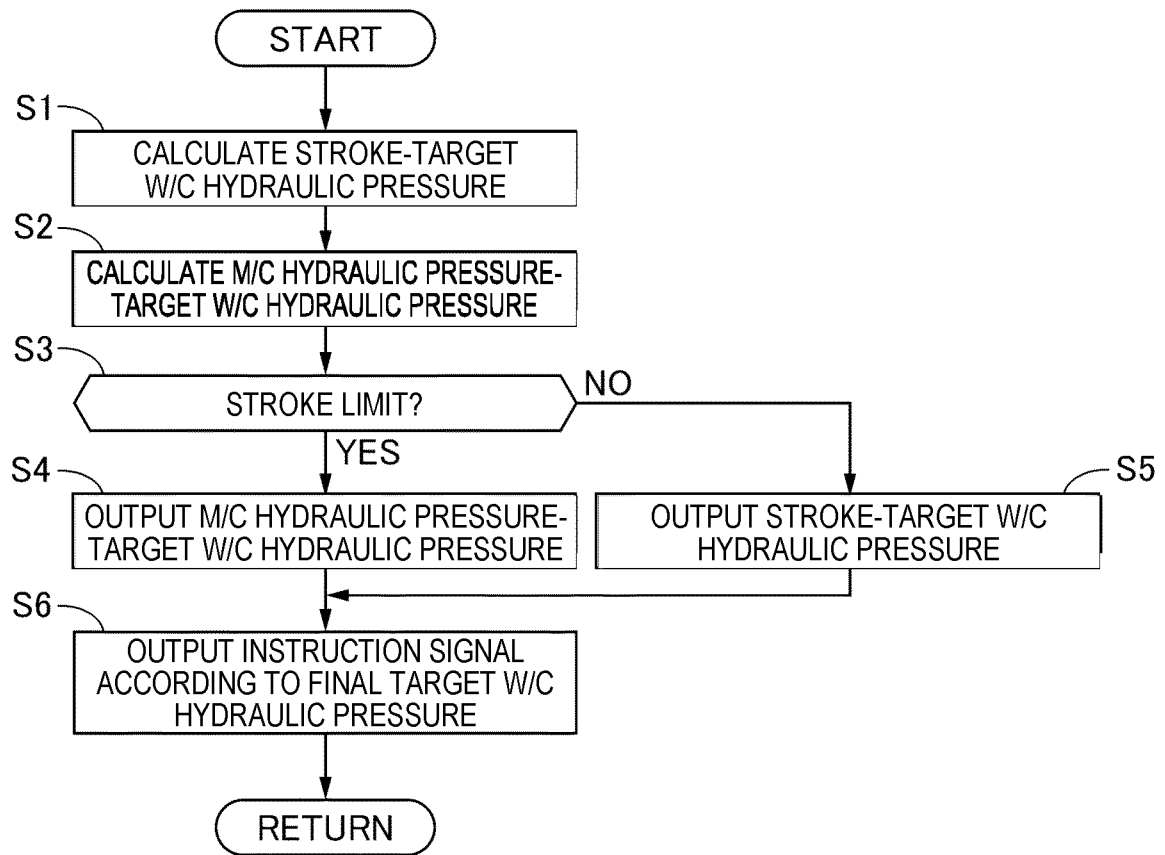 START
S1
CALCULATE STROKE-TARGET
W/C HYDRAULIC PRESSURE
S2
CALCULATE M/C HYDRAULIC PRESSURE-
TARGET W/C HYDRAULIC PRESSURE
S3
STROKE LIMIT?
NO
YES
S4
OUTPUT M/C HYDRAULIC PRESSURE-
TARGET W/C HYDRAULIC PRESSURE
S5
OUTPUT STROKE-TARGET W/C
HYDRAULIC PRESSURE
S6
OUTPUT INSTRUCTION SIGNAL
ACCORDING TO FINAL TARGET W/C
HYDRAULIC PRESSURE
RETURN